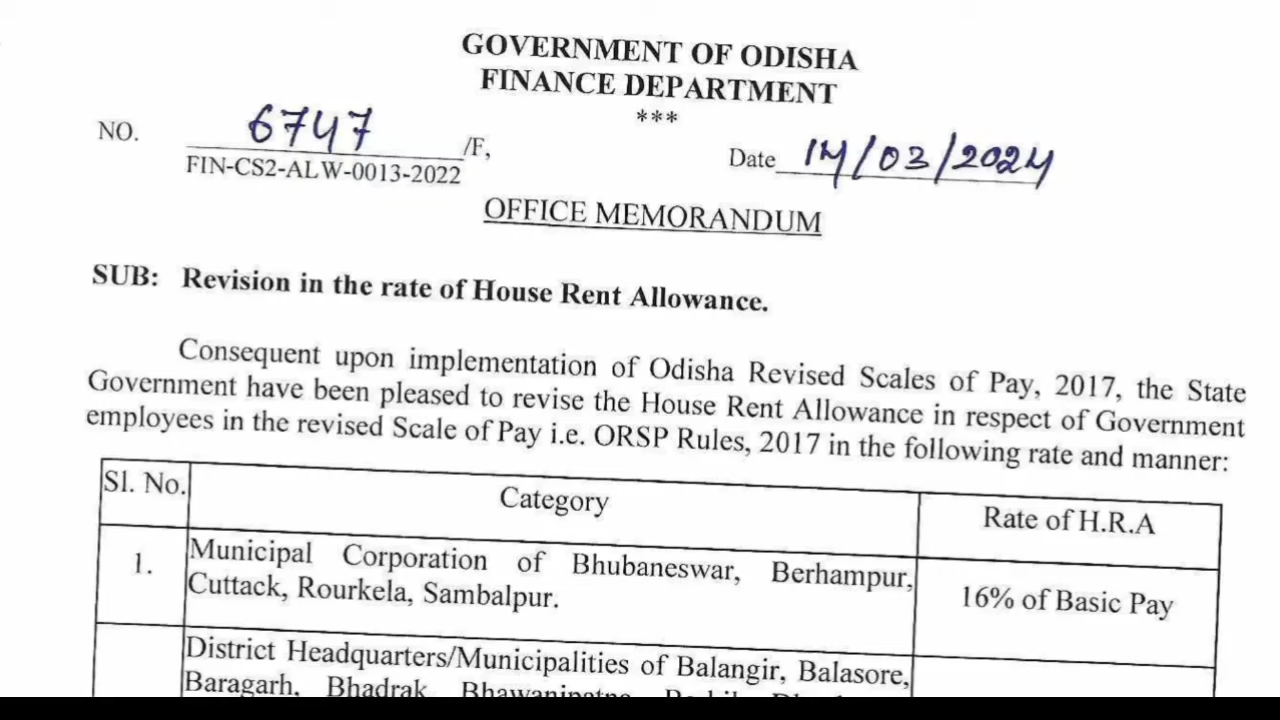 GOVERNMENT OF ODISHA
FINANCE DEPARTMENT
***
NO. 6747 /F,
FIN-CS2-ALW-0013-2022
Date 14/03/2024
OFFICE MEMORANDUM
SUB: Revision in the rate of House Rent Allowance.
Consequent upon implementation of Odisha Revised Scales of Pay, 2017, the State
Government have been pleased to revise the House Rent Allowance in respect of Government
employees in the revised Scale of Pay i.e. ORSP Rules, 2017 in the following rate and manner:
Sl. No. Category Rate of H.R.A
1. Municipal Corporation of Bhubaneswar, Berhampur,
Cuttack, Rourkela, Sambalpur.
16% of Basic Pay
District Headquarters/Municipalities of Balangir, Balasore,
Baragarh, Bhadrak, Bhawanipatna,